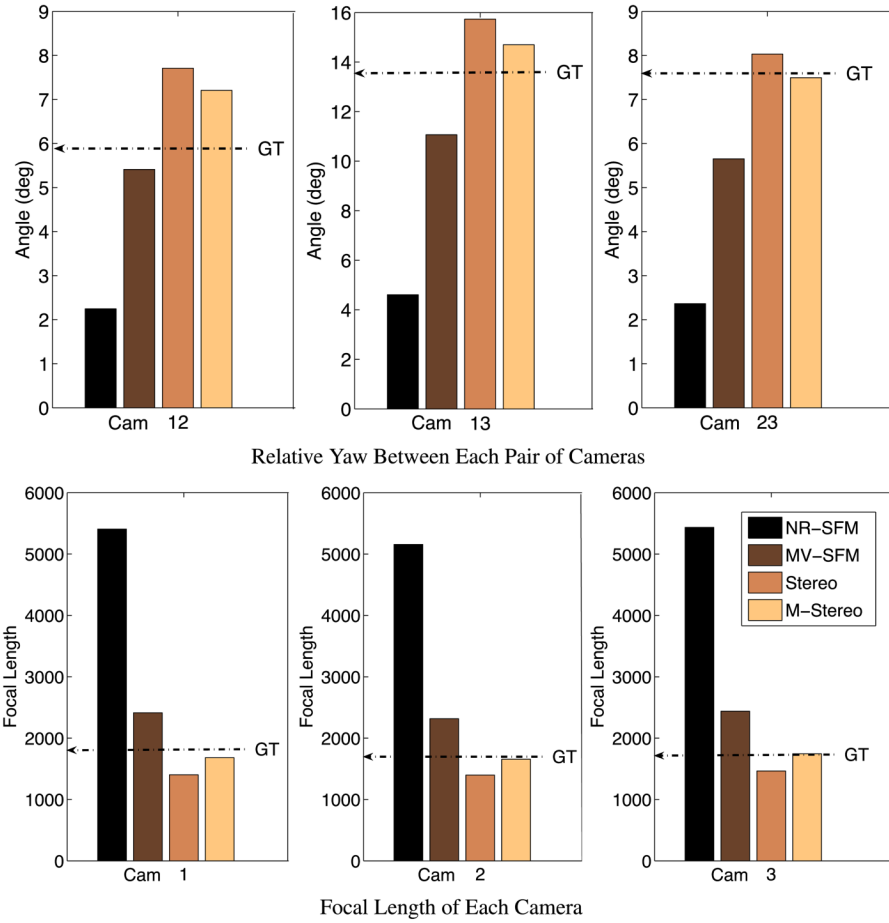 9
8
7
6
5
4
3
2
1
0
Angle (deg)
GT
Cam 12
16
14
12
10
8
6
4
2
0
Angle (deg)
GT
Cam 13
9
8
7
6
5
4
3
2
1
0
Angle (deg)
GT
Cam 23
Relative Yaw Between Each Pair of Cameras
6000
5000
4000
3000
2000
1000
0
Focal Length
GT
Cam 1
6000
5000
4000
3000
2000
1000
0
Focal Length
GT
Cam 2
6000
5000
4000
3000
2000
1000
0
Focal Length
NR-SFM
MV-SFM
Stereo
M-Stereo
GT
Cam 3
Focal Length of Each Camera